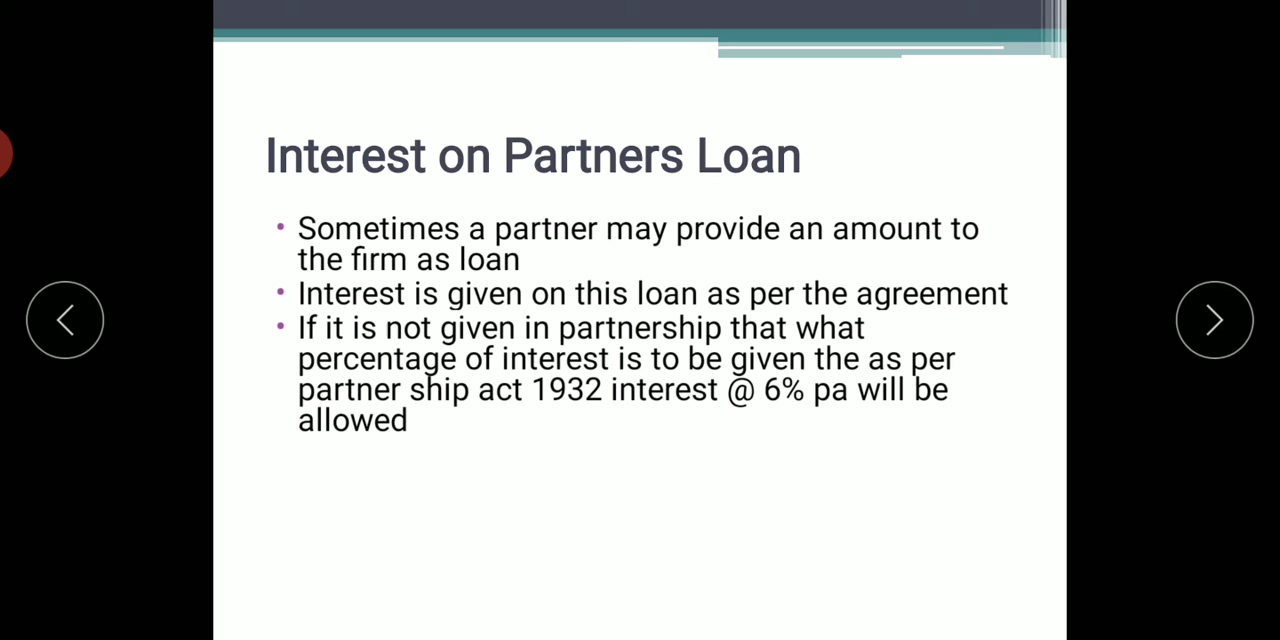 Interest on Partners Loan
• Sometimes a partner may provide an amount to
the firm as loan
• Interest is given on this loan as per the agreement
• If it is not given in partnership that what
percentage of interest is to be given the as per
partner ship act 1932 interest @ 6% pa will be
allowed